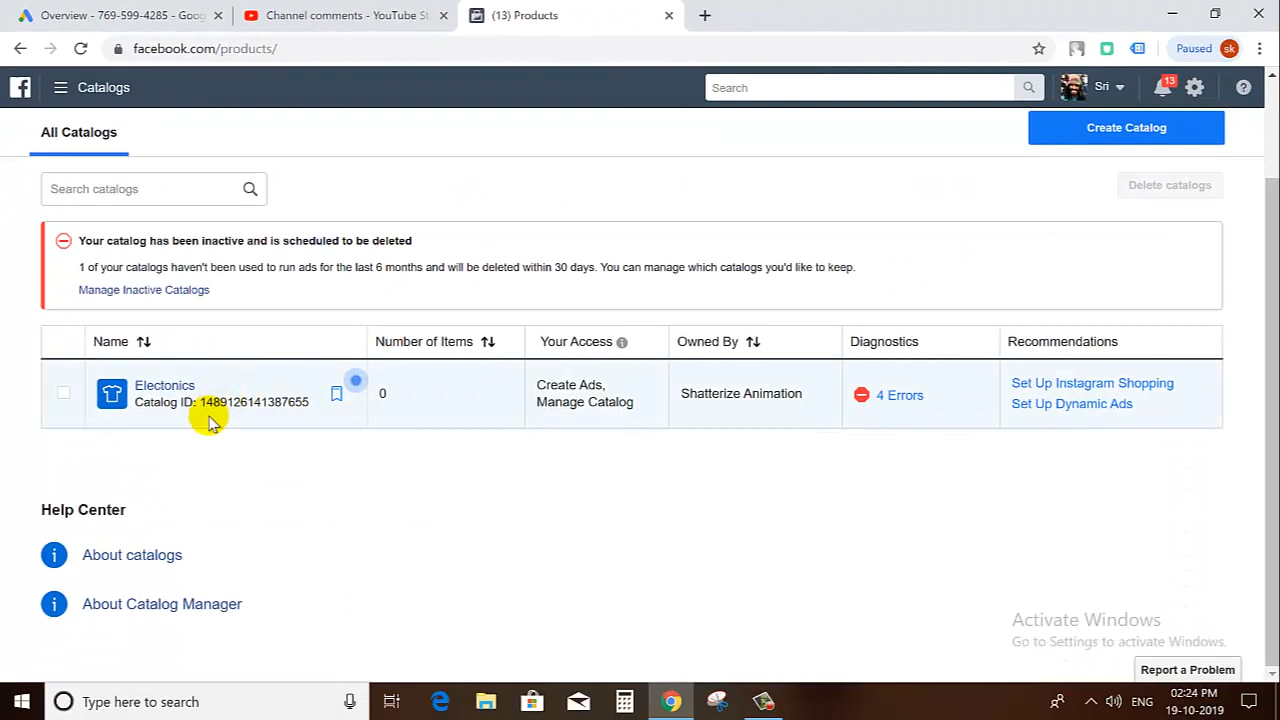 Overview - 769-599-4285 - Goog
Channel comments - YouTube St
(13) Products
facebook.com/products/
Paused
sk
Catalogs
Search
Sri
13
All Catalogs
Create Catalog
Search catalogs
Delete catalogs
Your catalog has been inactive and is scheduled to be deleted
1 of your catalogs haven't been used to run ads for the last 6 months and will be deleted within 30 days. You can manage which catalogs you'd like to keep.
Manage Inactive Catalogs
Name
Number of Items
Your Access
Owned By
Diagnostics
Recommendations
Electonics
Catalog ID: 1489126141387655
0
Create Ads,
Manage Catalog
Shatterize Animation
4 Errors
Set Up Instagram Shopping
Set Up Dynamic Ads
Help Center
About catalogs
About Catalog Manager
Activate Windows
Go to Settings to activate Windows.
Report a Problem
Type here to search
ENG
02:24 PM
19-10-2019